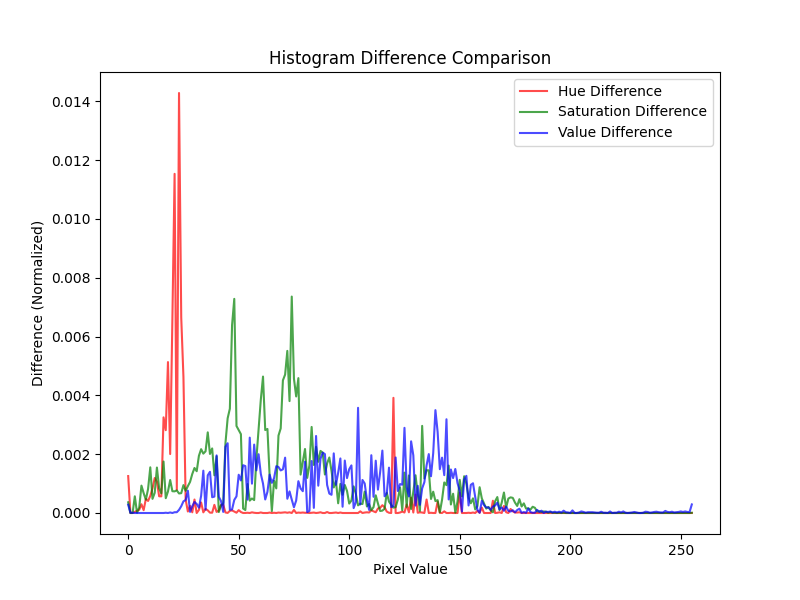 Histogram Difference Comparison
Hue Difference
Saturation Difference
Value Difference
0.014
0.012
0.010
0.008
0.006
0.004
0.002
0.000
Difference (Normalized)
0 50 100 150 200 250
Pixel Value